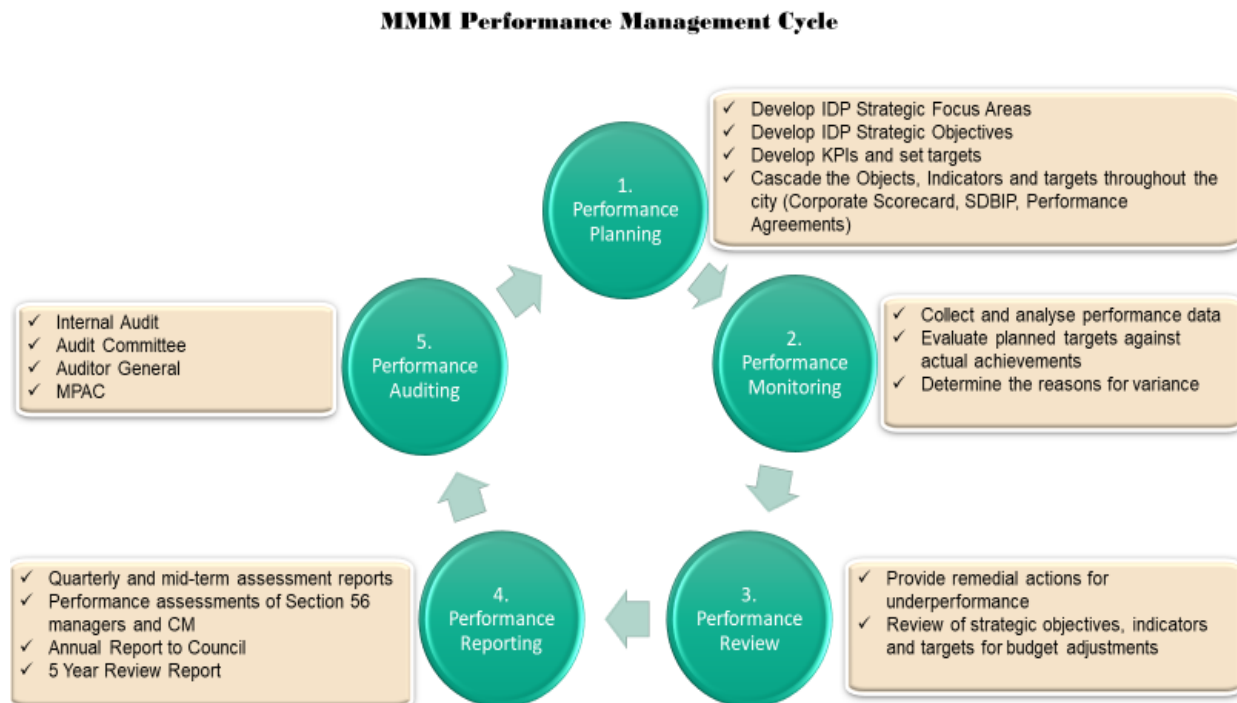 MMM Performance Management Cycle
1.
Performance
Planning
✓ Develop IDP Strategic Focus Areas
✓ Develop IDP Strategic Objectives
✓ Develop KPIs and set targets
✓ Cascade the Objects, Indicators and targets throughout the
city (Corporate Scorecard, SDBIP, Performance
Agreements)
2.
Performance
Monitoring
✓ Collect and analyse performance data
✓ Evaluate planned targets against
actual achievements
✓ Determine the reasons for variance
3.
Performance
Review
✓ Provide remedial actions for
underperformance
✓ Review of strategic objectives, indicators
and targets for budget adjustments
4.
Performance
Reporting
✓ Quarterly and mid-term assessment reports
✓ Performance assessments of Section 56
managers and CM
✓ Annual Report to Council
✓ 5 Year Review Report
5.
Performance
Auditing
✓ Internal Audit
✓ Audit Committee
✓ Auditor General
✓ MPAC